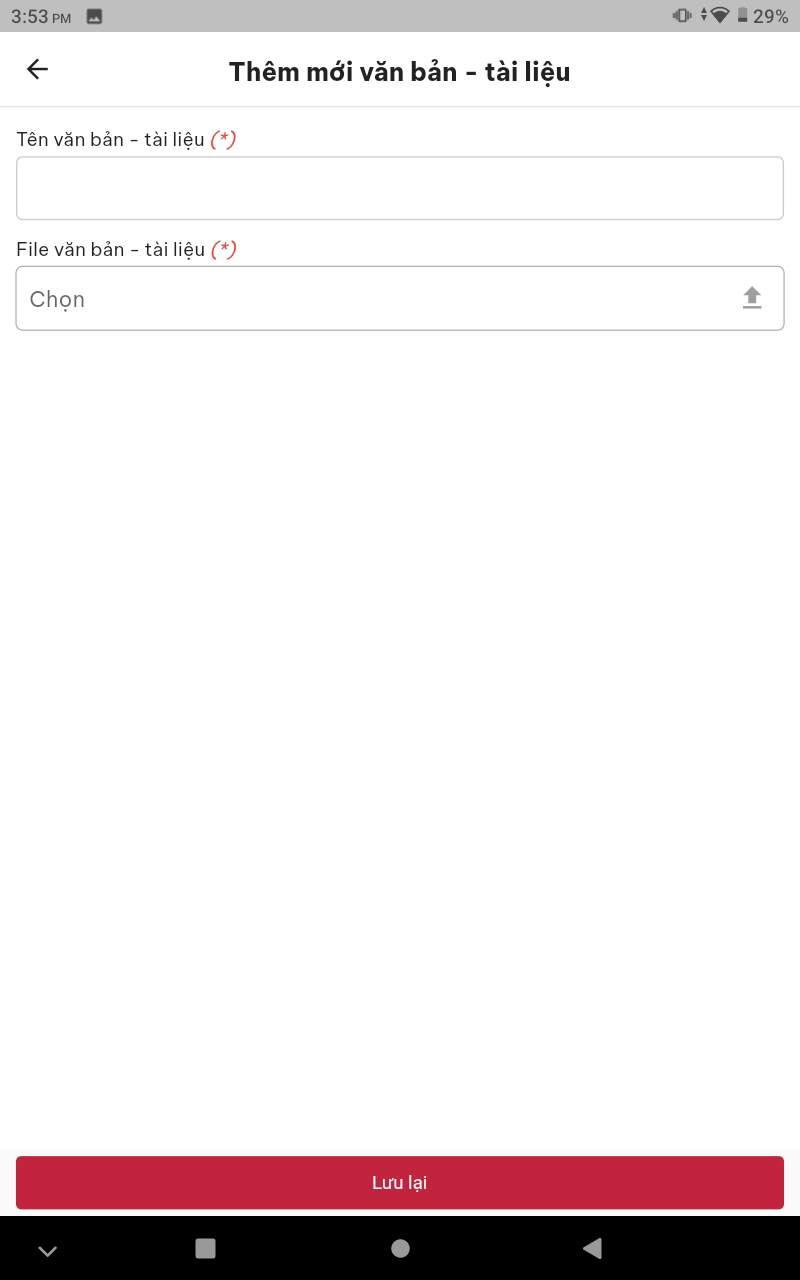 3:53 PM
29%
Thêm mới văn bản - tài liệu
Tên văn bản - tài liệu (*)
File văn bản - tài liệu (*)
Chọn
Lưu lại